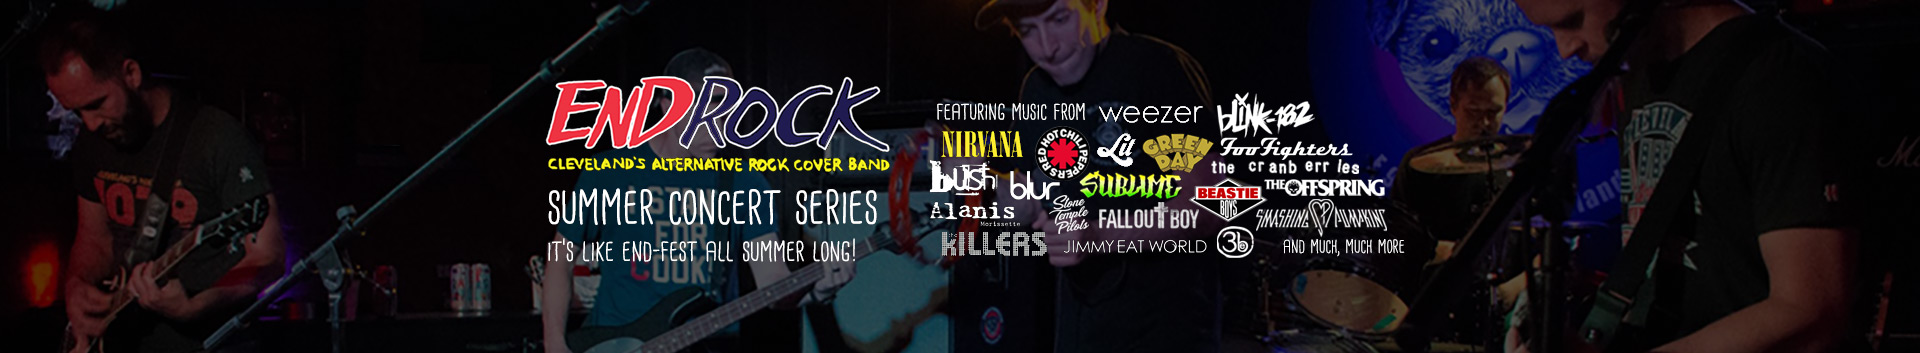 ENDROCK
CLEVELAND'S ALTERNATIVE ROCK COVER BAND
SUMMER CONCERT SERIES
IT'S LIKE END-FEST ALL SUMMER LONG!
FEATURING MUSIC FROM weezer blink-182
NIRVANA RED HOT CHILI PEPPERS Lit GREEN DAY Foo Fighters
the cranberries
bush blur SUBLIME BEASTIE BOYS THE OFFSPRING
Alanis Morissette Stone Temple Pilots FALL OUT BOY SMASHING PUMPKINS
the KILLERS JIMMY EAT WORLD 3b AND MUCH, MUCH MORE
COOK!